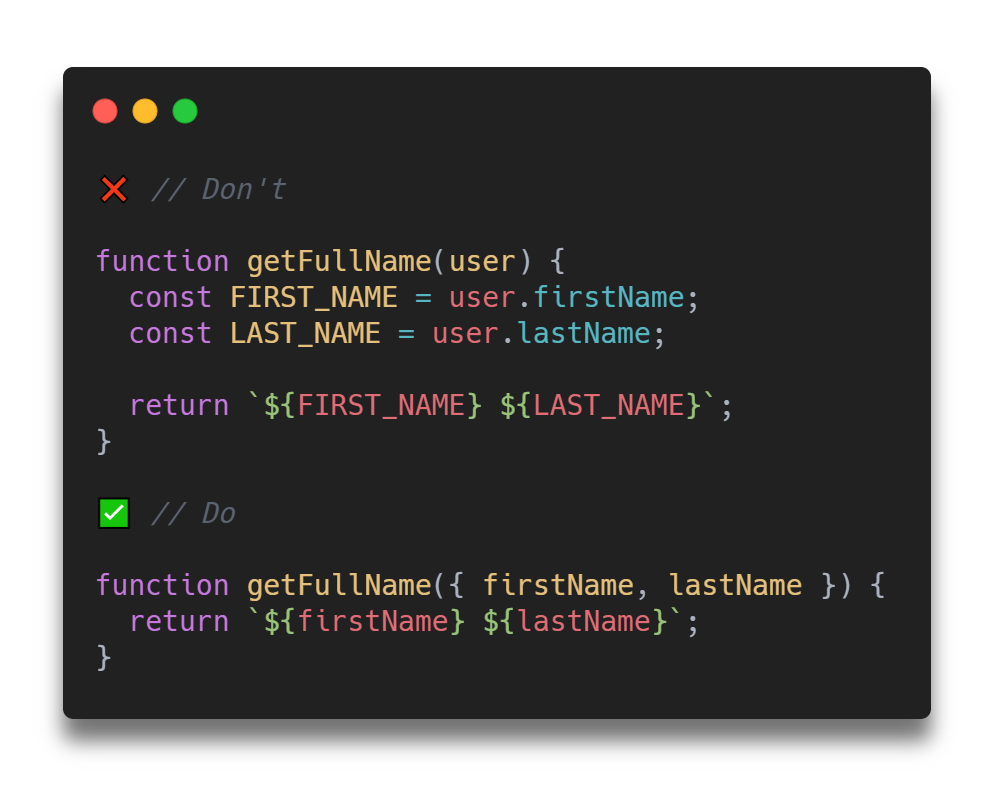 ❌ // Don't
function getFullName(user) {
  const FIRST_NAME = user.firstName;
  const LAST_NAME = user.lastName;
  return `${FIRST_NAME} ${LAST_NAME}`;
}
✅ // Do
function getFullName({ firstName, lastName }) {
  return `${firstName} ${lastName}`;
}